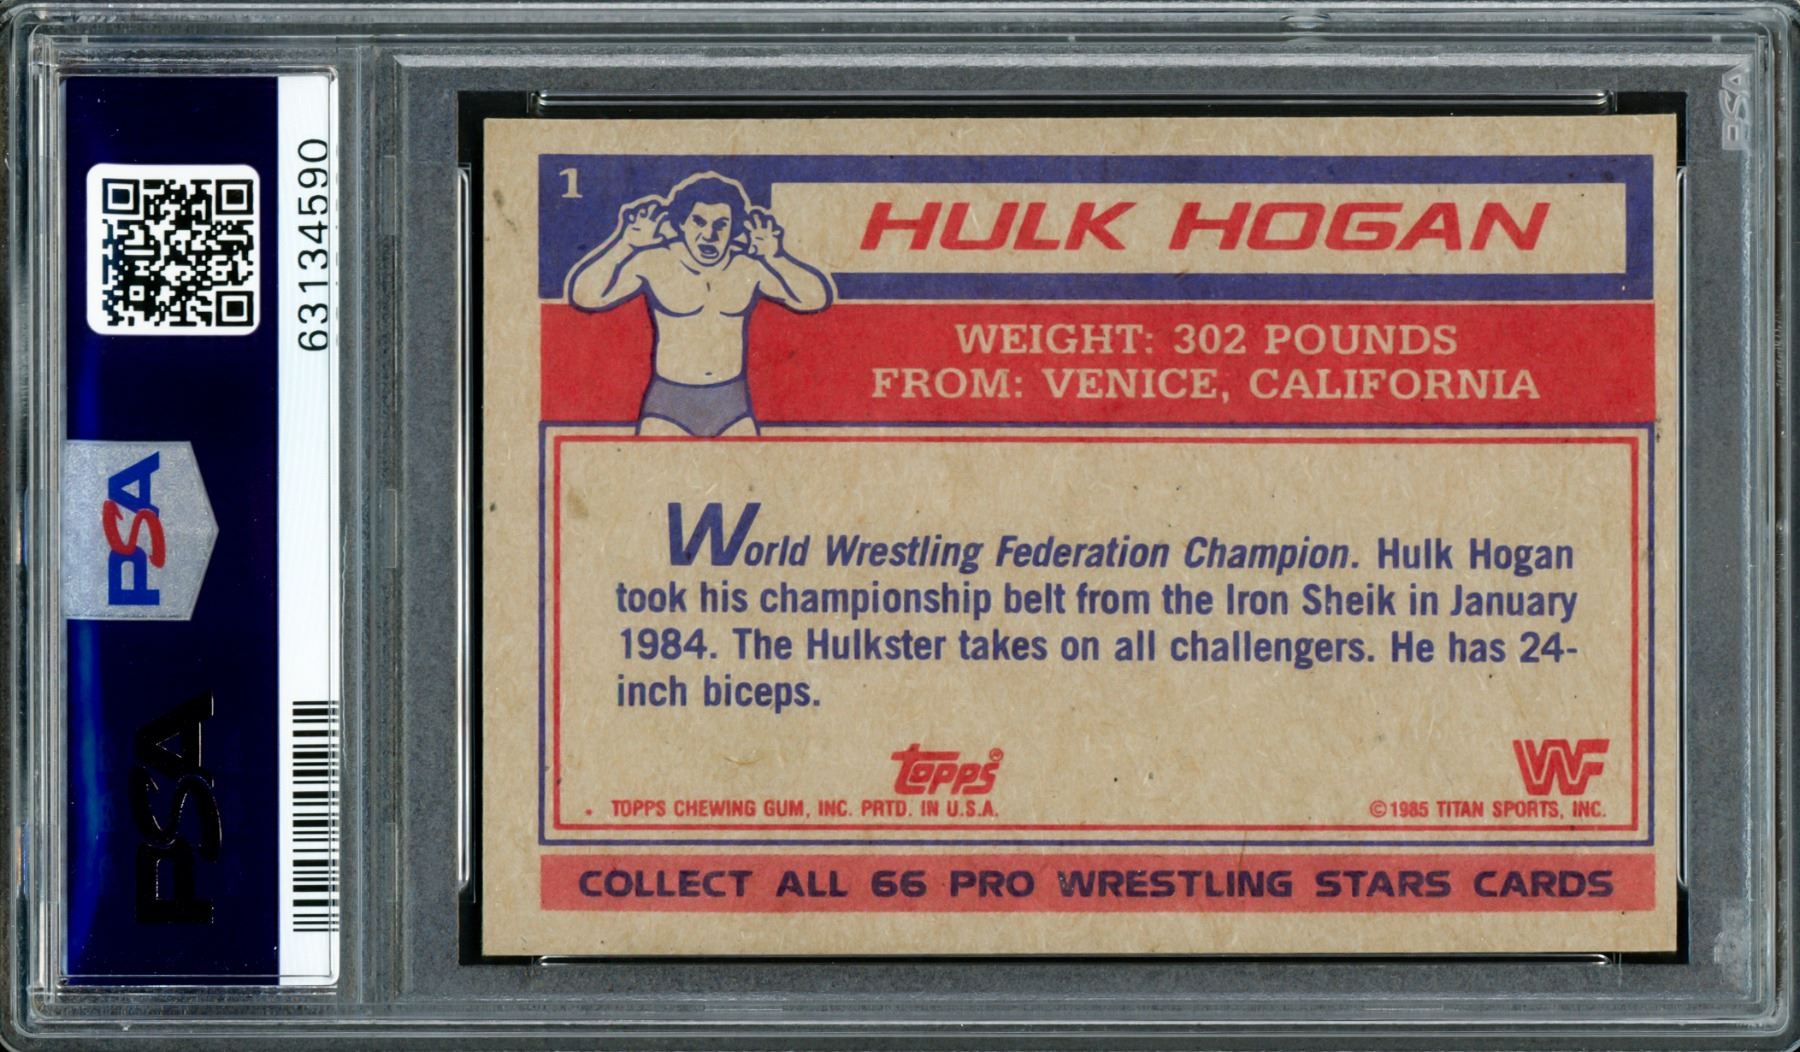 63134590
PSA
PSA
PSA
1
HULK HOGAN
WEIGHT: 302 POUNDS
FROM: VENICE, CALIFORNIA
World Wrestling Federation Champion. Hulk Hogan
took his championship belt from the Iron Sheik in January
1984. The Hulkster takes on all challengers. He has 24-
inch biceps.
topps®
WF
• TOPPS CHEWING GUM, INC. PRTD. IN U.S.A.
©1985 TITAN SPORTS, INC.
COLLECT ALL 66 PRO WRESTLING STARS CARDS